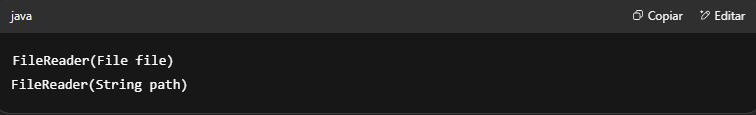 java Copiar Editar
FileReader(File file)
FileReader(String path)